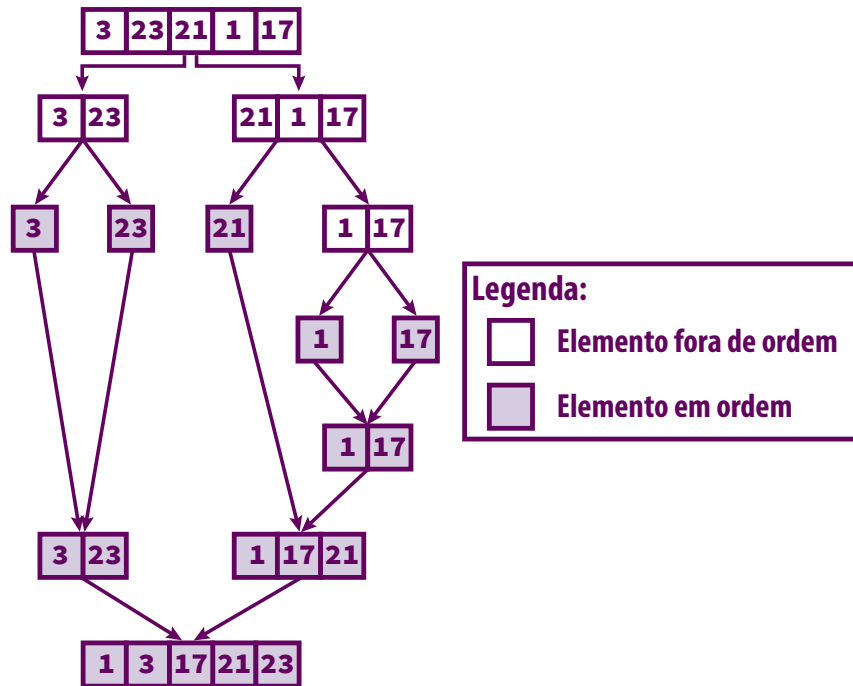 3 23 21 1 17
3 23
21 1 17
3
23
21
1 17
Legenda:
Elemento fora de ordem
Elemento em ordem
1
17
1 17
3 23
1 17 21
1 3 17 21 23